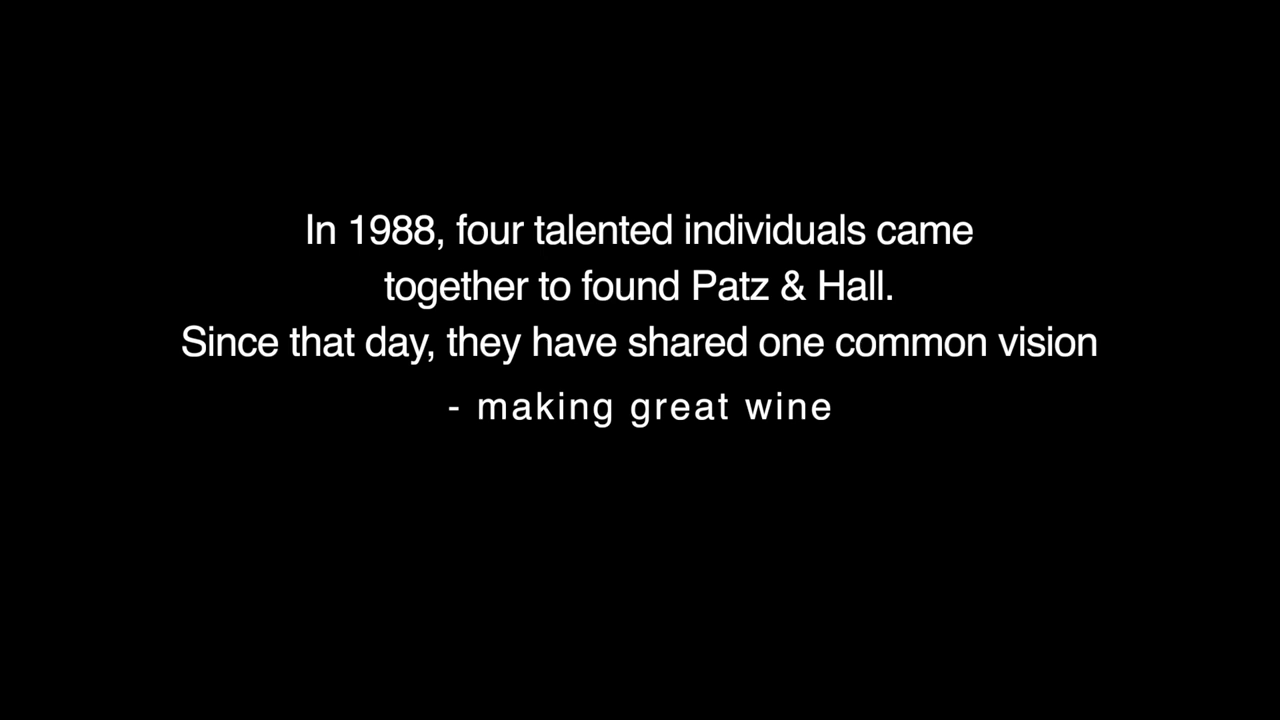 In 1988, four talented individuals came
together to found Patz & Hall.
Since that day, they have shared one common vision
- making great wine